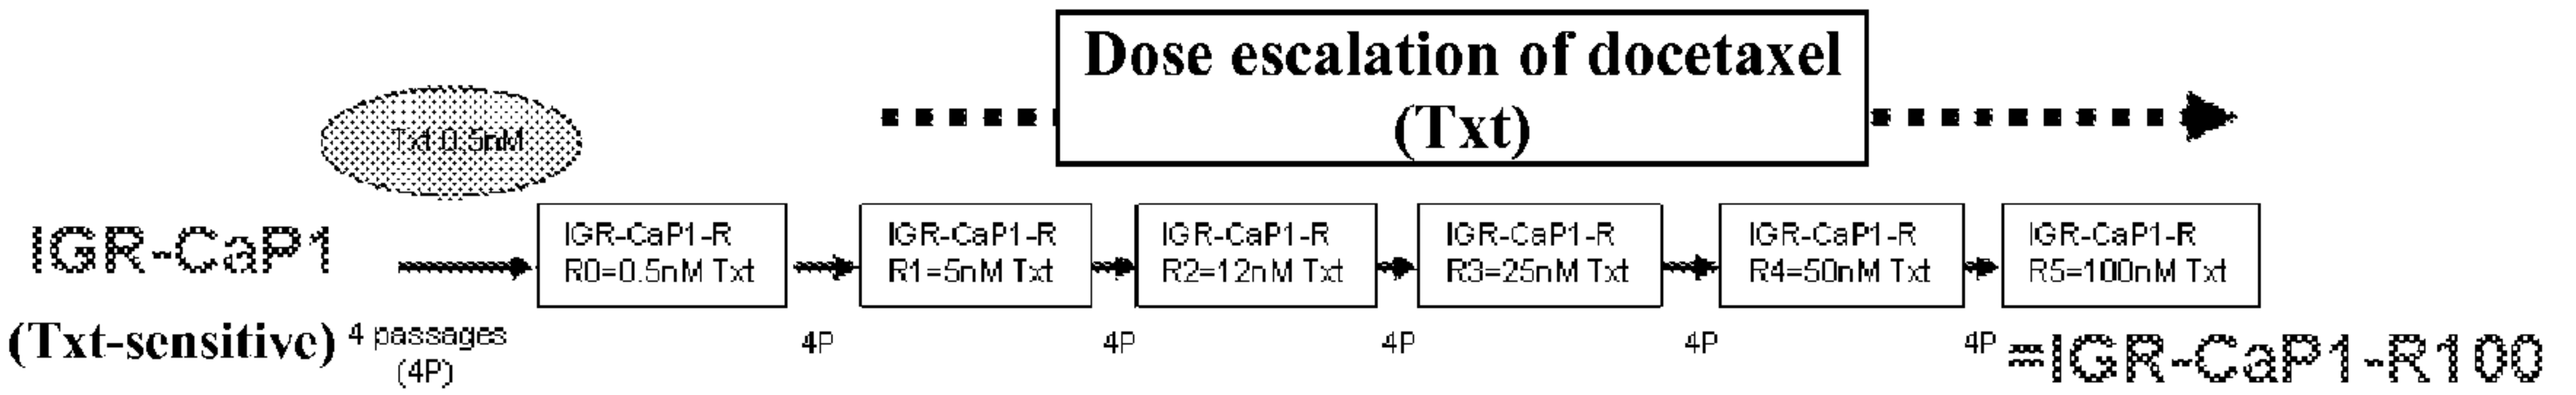 Dose escalation of docetaxel
(Txt)
Txt 0.5nM
IGR-CaP1
(Txt-sensitive)
4 passages
(4P)
IGR-CaP1-R
R0=0.5nM Txt
4P
IGR-CaP1-R
R1=5nM Txt
4P
IGR-CaP1-R
R2=12nM Txt
4P
IGR-CaP1-R
R3=25nM Txt
4P
IGR-CaP1-R
R4=50nM Txt
4P
IGR-CaP1-R
R5=100nM Txt
=IGR-CaP1-R100